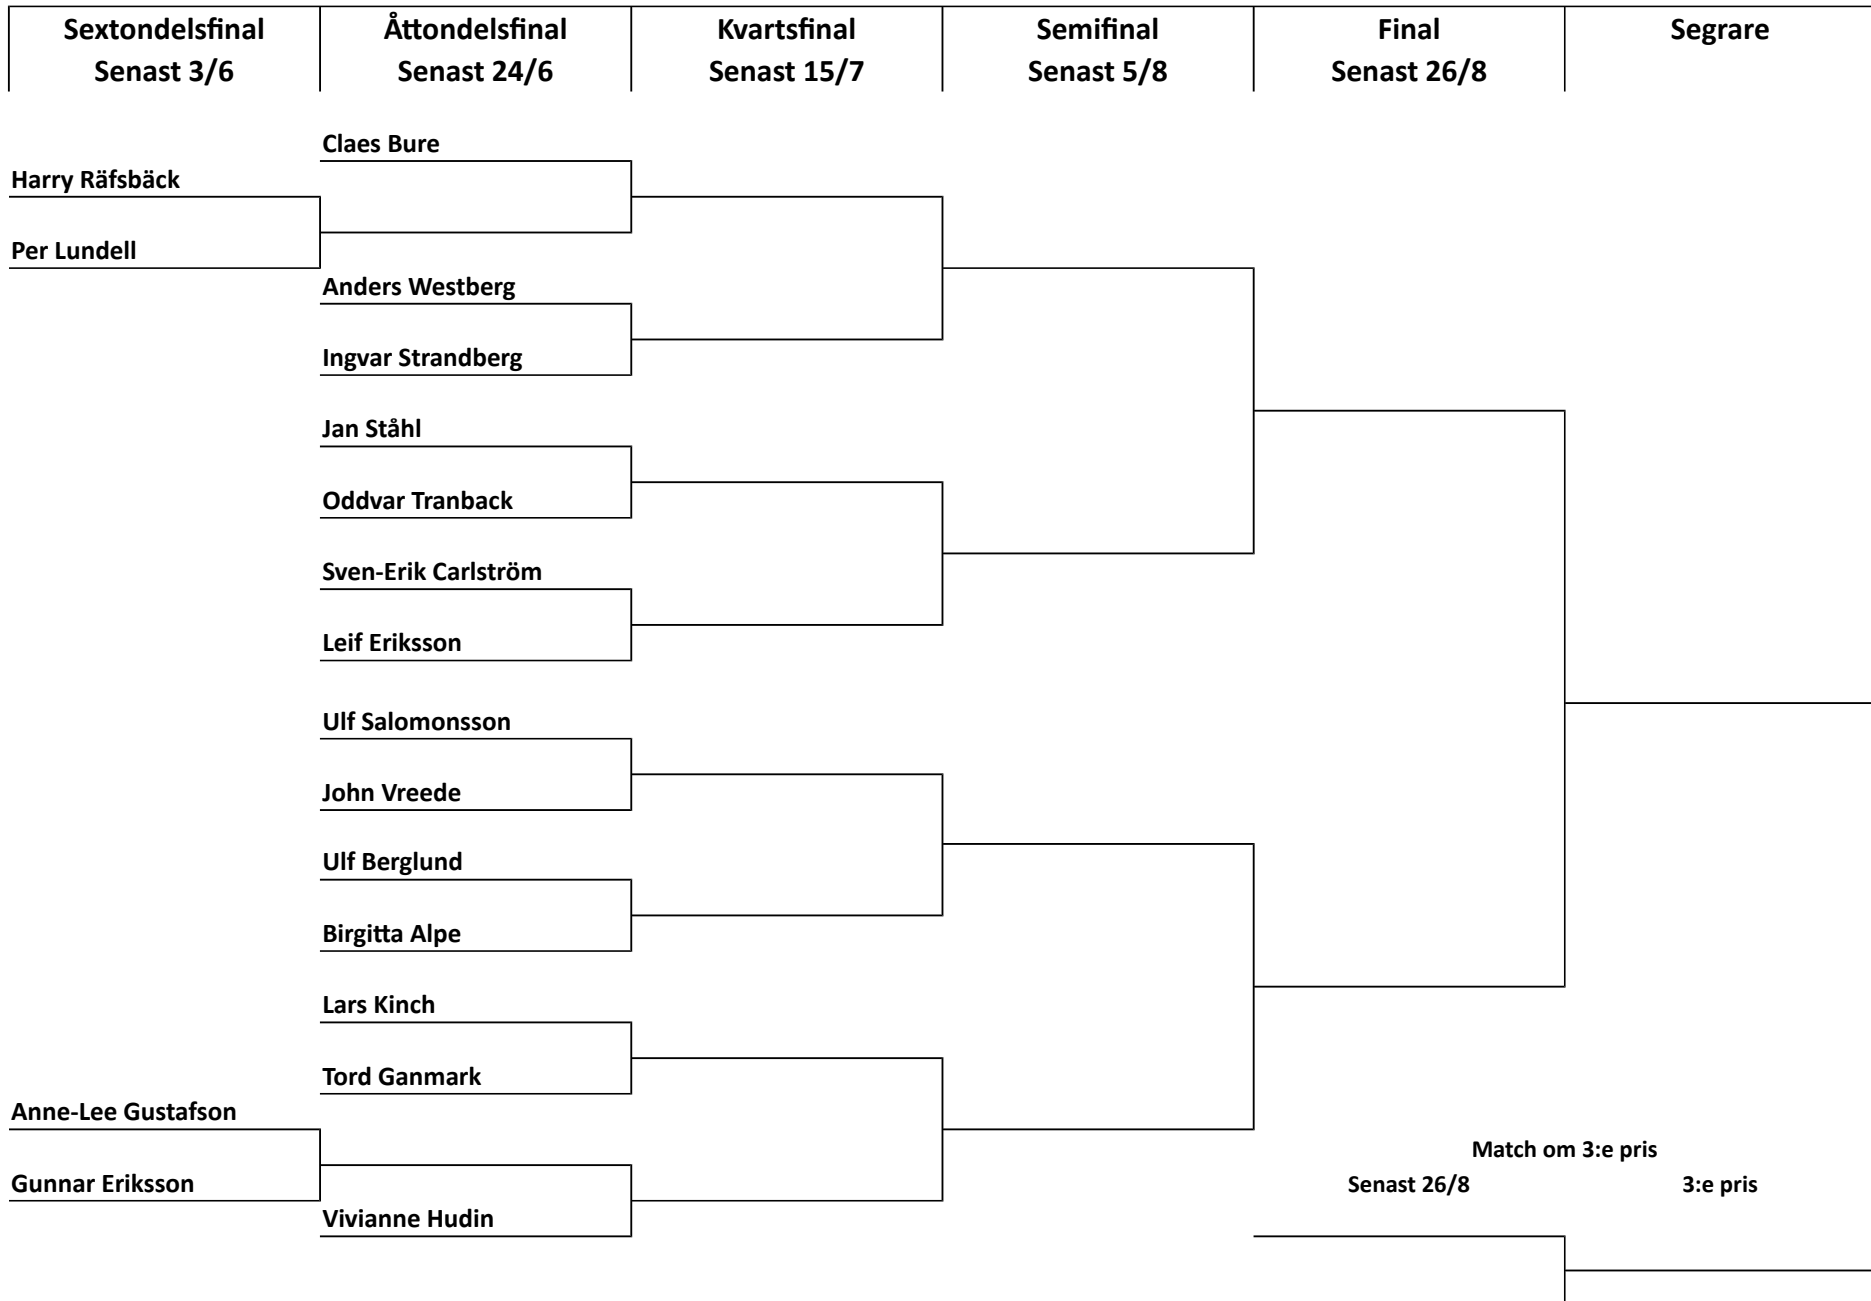 Sextondelsfinal
Senast 3/6
Åttondelsfinal
Senast 24/6
Kvartsfinal
Senast 15/7
Semifinal
Senast 5/8
Final
Senast 26/8
Segrare
Claes Bure
Harry Räfsbäck
Per Lundell
Anders Westberg
Ingvar Strandberg
Jan Ståhl
Oddvar Tranback
Sven-Erik Carlström
Leif Eriksson
Ulf Salomonsson
John Vreede
Ulf Berglund
Birgitta Alpe
Lars Kinch
Tord Ganmark
Anne-Lee Gustafson
Gunnar Eriksson
Vivianne Hudin
Match om 3:e pris
Senast 26/8
3:e pris